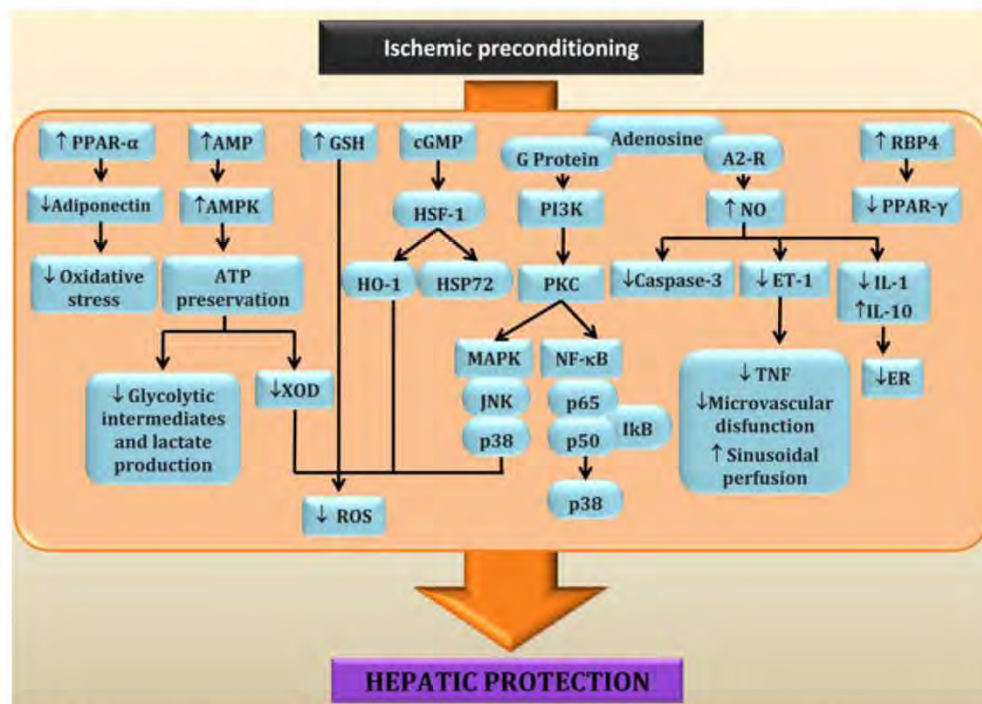 Ischemic preconditioning
↑ PPAR-α
↓Adiponectin
↓ Oxidative
stress
↑AMP
↑AMPK
ATP
preservation
↓ Glycolytic
intermediates
and lactate
production
↓XOD
↑ GSH
↓ ROS
cGMP
HSF-1
HO-1
HSP72
Adenosine
G Protein
PI3K
PKC
MAPK
JNK
p38
NF-κB
p65
p50
IkB
p38
A2-R
↑ NO
↓Caspase-3
↓ ET-1
↓ IL-1
↑IL-10
↓ER
↓ TNF
↓Microvascular
disfunction
↑ Sinusoidal
perfusion
↑ RBP4
↓ PPAR-γ
HEPATIC PROTECTION